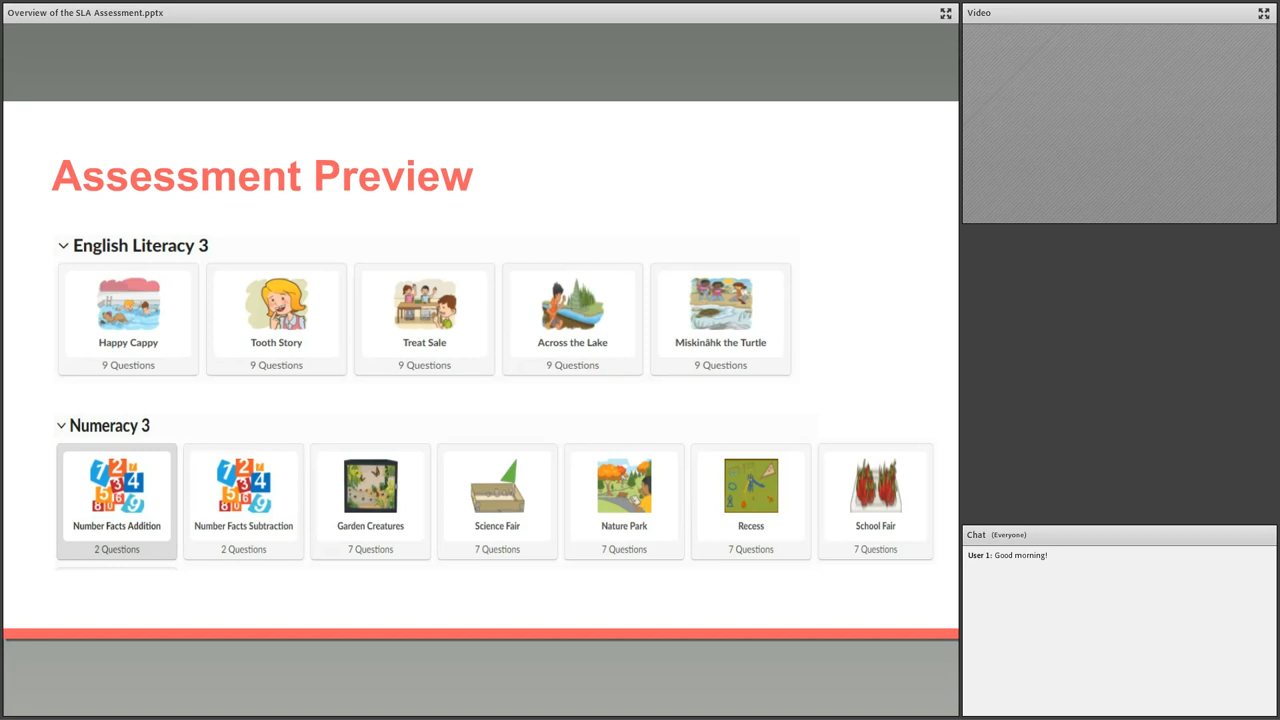 Overview of the SLA Assessment.pptx
Video
Assessment Preview
English Literacy 3
Happy Cappy
9 Questions
Tooth Story
9 Questions
Treat Sale
9 Questions
Across the Lake
9 Questions
Miskinâhk the Turtle
9 Questions
Numeracy 3
Number Facts Addition
2 Questions
Number Facts Subtraction
2 Questions
Garden Creatures
7 Questions
Science Fair
7 Questions
Nature Park
7 Questions
Recess
7 Questions
School Fair
7 Questions
Chat (Everyone)
User 1: Good morning!